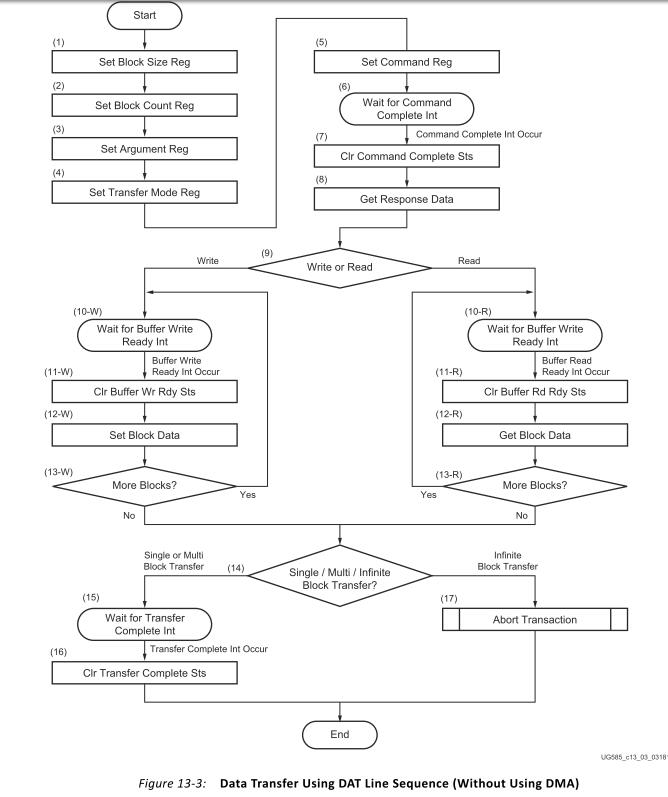 Start
(1)
Set Block Size Reg
(2)
Set Block Count Reg
(3)
Set Argument Reg
(4)
Set Transfer Mode Reg
(5)
Set Command Reg
(6)
Wait for Command
Complete Int
Command Complete Int Occur
(7)
Clr Command Complete Sts
(8)
Get Response Data
(9)
Write or Read
Write
Read
(10-W)
Wait for Buffer Write
Ready Int
Buffer Write
Ready Int Occur
(11-W)
Clr Buffer Wr Rdy Sts
(12-W)
Set Block Data
(13-W)
More Blocks?
Yes
No
(10-R)
Wait for Buffer Write
Ready Int
Buffer Read
Ready Int Occur
(11-R)
Clr Buffer Rd Rdy Sts
(12-R)
Get Block Data
(13-R)
More Blocks?
Yes
No
(14)
Single / Multi / Infinite
Block Transfer?
Single or Multi
Block Transfer
Infinite
Block Transfer
(15)
Wait for Transfer
Complete Int
Transfer Complete Int Occur
(16)
Clr Transfer Complete Sts
(17)
Abort Transaction
End
UG585_c13_03_0318
Figure 13-3: Data Transfer Using DAT Line Sequence (Without Using DMA)